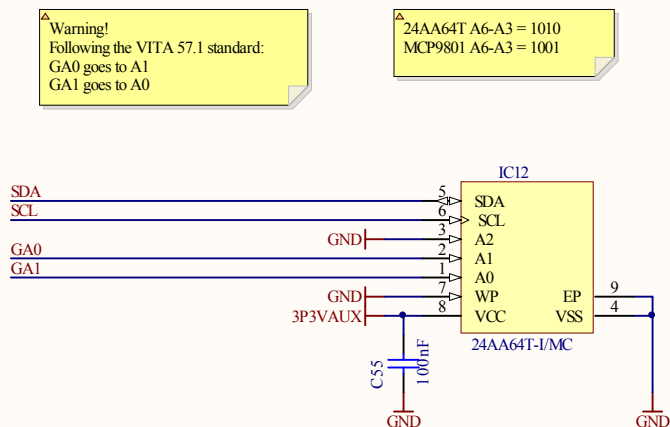 Warning!
Following the VITA 57.1 standard:
GA0 goes to A1
GA1 goes to A0
24AA64T A6-A3 = 1010
MCP9801 A6-A3 = 1001
IC12
SDA 5 SDA
SCL 6 SCL
GND 3 A2
GA0 2 A1
GA1 1 A0
GND 7 WP EP 9
3P3VAUX 8 VCC VSS 4
24AA64T-I/MC
C55 100nF
GND GND